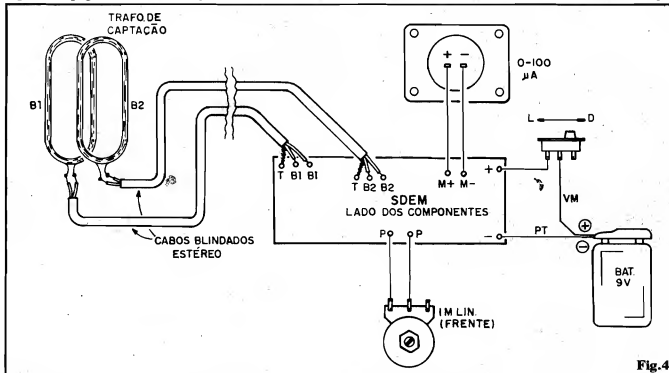 TRAFO.DE
CAPTAÇÃO
B1
B2
+ -
0-100
μA
L D
T B1 B1
T B2 B2
M+ M-
+
SDEM
LADO DOS COMPONENTES
VM
CABOS BLINDADOS
ESTÉREO
P P
-
PT
+
-
BAT.
9V
1M LIN.
(FRENTE)
Fig.4